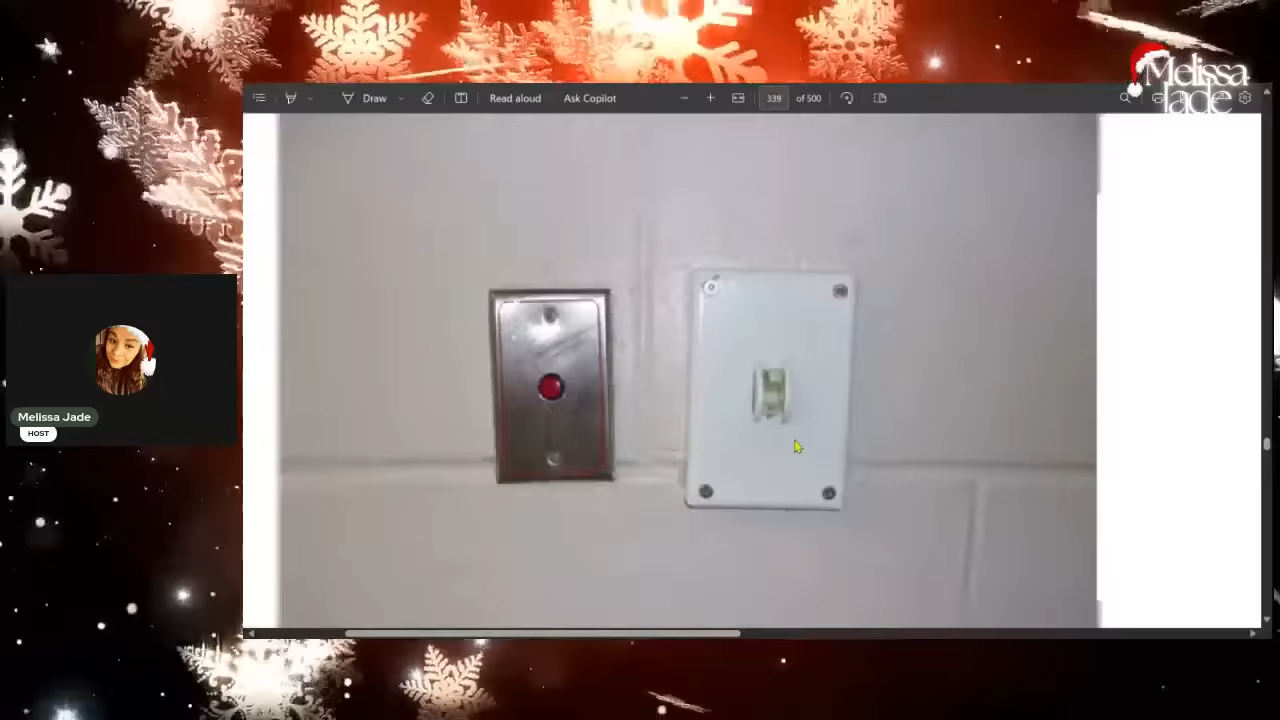 Melissa
Jade
Draw
Read aloud
Ask Copilot
339
of 500
Melissa Jade
HOST